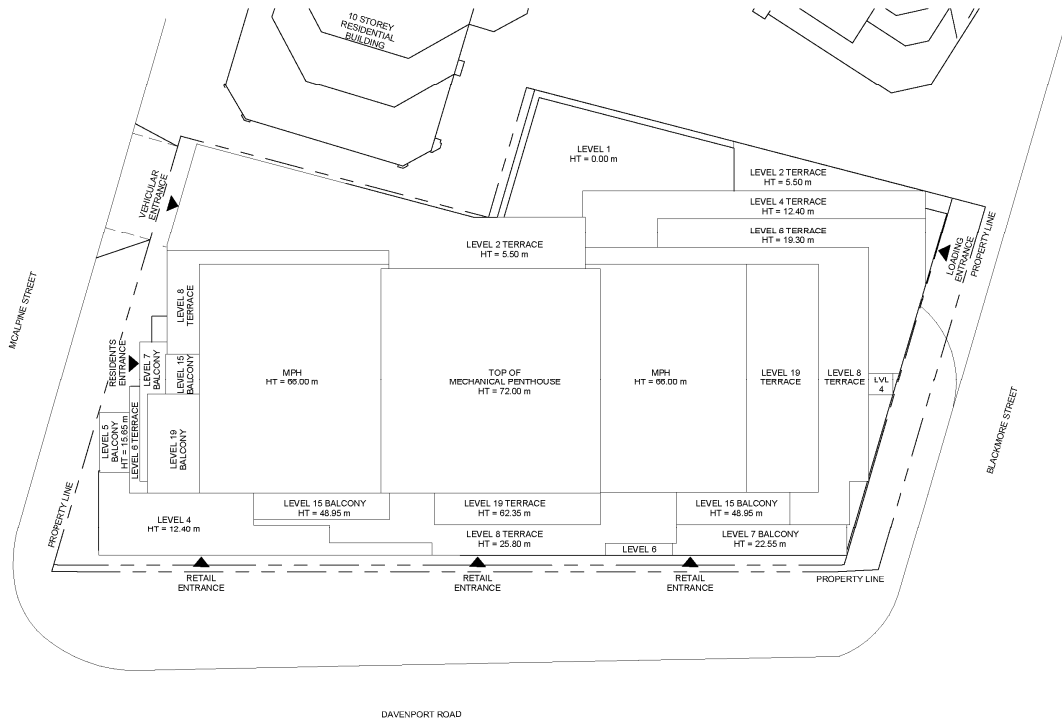 10 STOREY
RESIDENTIAL
BUILDING
LEVEL 1
HT = 0.00 m
LEVEL 2 TERRACE
HT = 5.50 m
VEHICULAR
ENTRANCE
LEVEL 4 TERRACE
HT = 12.40 m
LEVEL 6 TERRACE
HT = 19.30 m
LEVEL 2 TERRACE
HT = 5.50 m
LOADING
ENTRANCE
PROPERTY LINE
MCALPINE STREET
LEVEL 8
TERRACE
RESIDENTS
ENTRANCE
LEVEL 7
BALCONY
LEVEL 15
BALCONY
MPH
HT = 66.00 m
TOP OF
MECHANICAL PENTHOUSE
HT = 72.00 m
MPH
HT = 66.00 m
LEVEL 19
TERRACE
LEVEL 8
TERRACE
LVL
4
LEVEL 5
BALCONY
HT = 15.65 m
LEVEL 6 TERRACE
LEVEL 19
BALCONY
BLACKMORE STREET
PROPERTY LINE
LEVEL 4
HT = 12.40 m
LEVEL 15 BALCONY
HT = 48.95 m
LEVEL 19 TERRACE
HT = 62.35 m
LEVEL 15 BALCONY
HT = 48.95 m
LEVEL 8 TERRACE
HT = 25.80 m
LEVEL 6
LEVEL 7 BALCONY
HT = 22.55 m
RETAIL
ENTRANCE
RETAIL
ENTRANCE
RETAIL
ENTRANCE
PROPERTY LINE
DAVENPORT ROAD